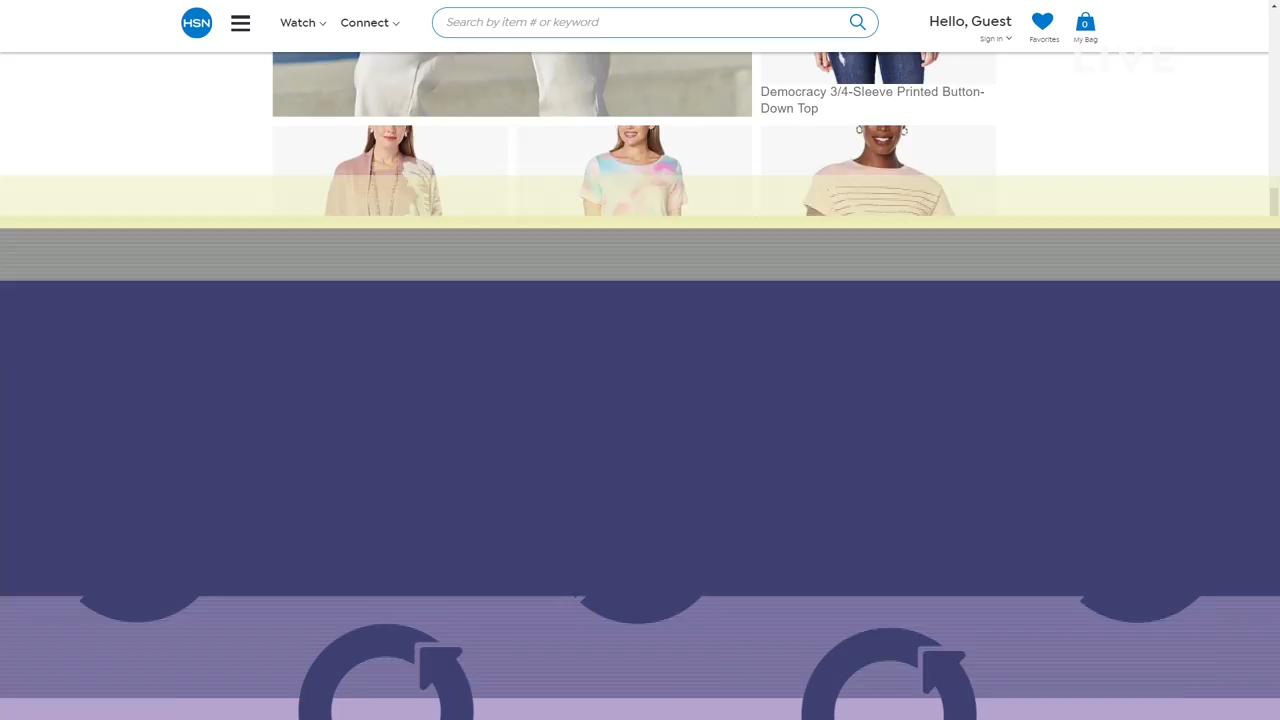 HSN
Watch
Connect
Search by item # or keyword
Hello, Guest
Sign In
Favorites
0
My Bag
LIVE
Democracy 3/4-Sleeve Printed Button-
Down Top